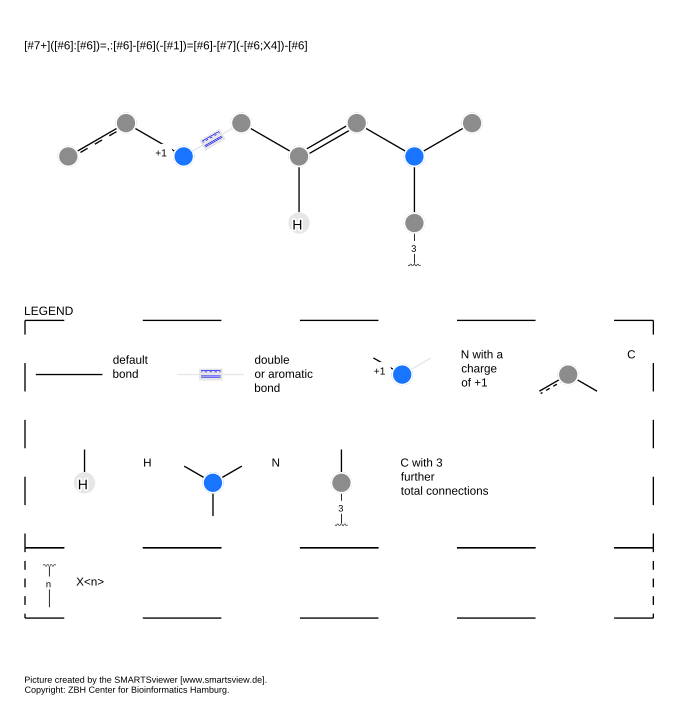 [#7+]([#6]:[#6])=,:[#6]-[#6](-[#1])=[#6]-[#7](-[#6;X4])-[#6]
+1
H
3
LEGEND
default
bond
double
or aromatic
bond
+1
N with a
charge
of +1
C
H
H
N
3
C with 3
further
total connections
n
X<n>
Picture created by the SMARTSviewer [www.smartsview.de].
Copyright: ZBH Center for Bioinformatics Hamburg.